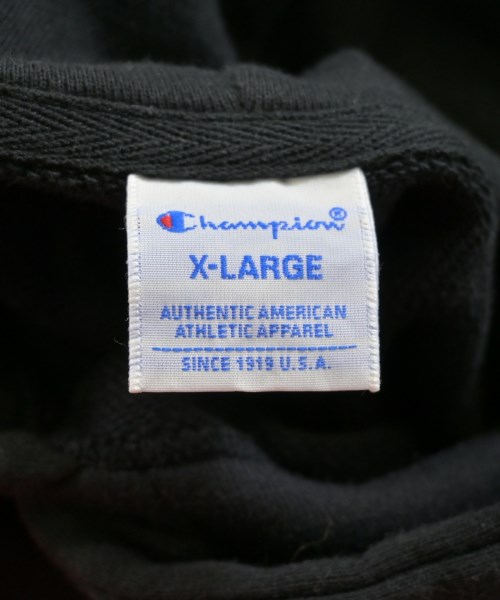 Champion®
X-LARGE
AUTHENTIC AMERICAN
ATHLETIC APPAREL
SINCE 1919 U.S.A.